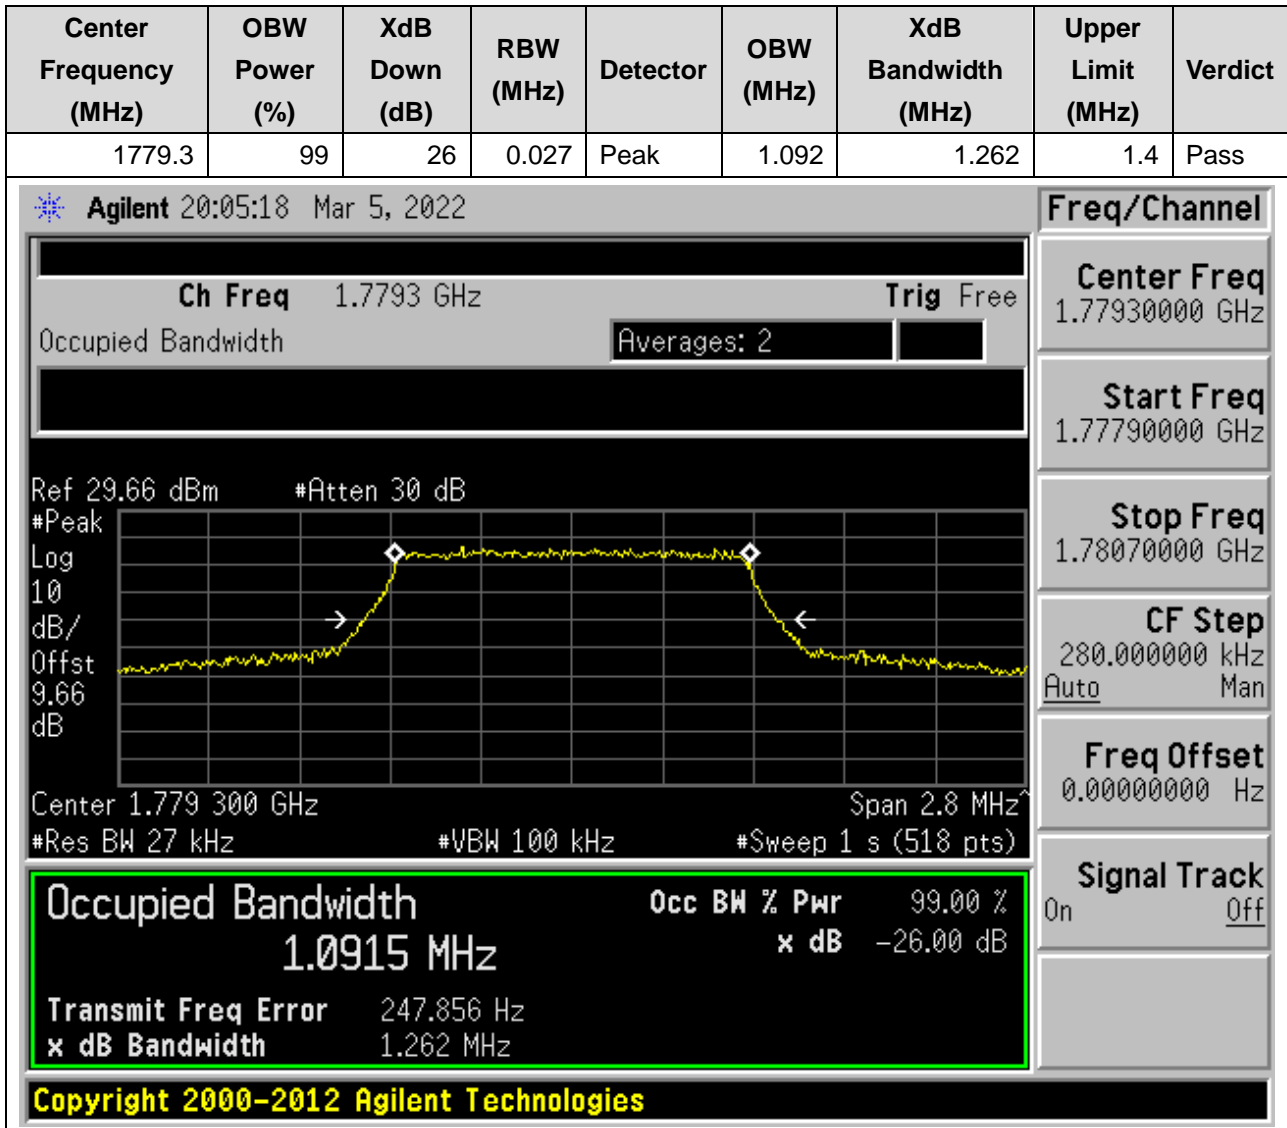 Center Frequency (MHz) OBW Power (%) XdB Down (dB) RBW (MHz) Detector OBW (MHz) XdB Bandwidth (MHz) Upper Limit (MHz) Verdict
1779.3 99 26 0.027 Peak 1.092 1.262 1.4 Pass
Agilent 20:05:18 Mar 5, 2022
Freq/Channel
Ch Freq 1.7793 GHz Trig Free
Occupied Bandwidth Averages: 2
Ref 29.66 dBm #Atten 30 dB
#Peak
Log
10
dB/
Offst
9.66
dB
Center 1.779 300 GHz Span 2.8 MHz^
#Res BW 27 kHz #VBW 100 kHz #Sweep 1 s (518 pts)
Occupied Bandwidth Occ BW % Pwr 99.00 %
1.0915 MHz x dB -26.00 dB
Transmit Freq Error 247.856 Hz
x dB Bandwidth 1.262 MHz
Center Freq
1.77930000 GHz
Start Freq
1.77790000 GHz
Stop Freq
1.78070000 GHz
CF Step
280.000000 kHz
Auto Man
Freq Offset
0.00000000 Hz
Signal Track
On Off
Copyright 2000-2012 Agilent Technologies